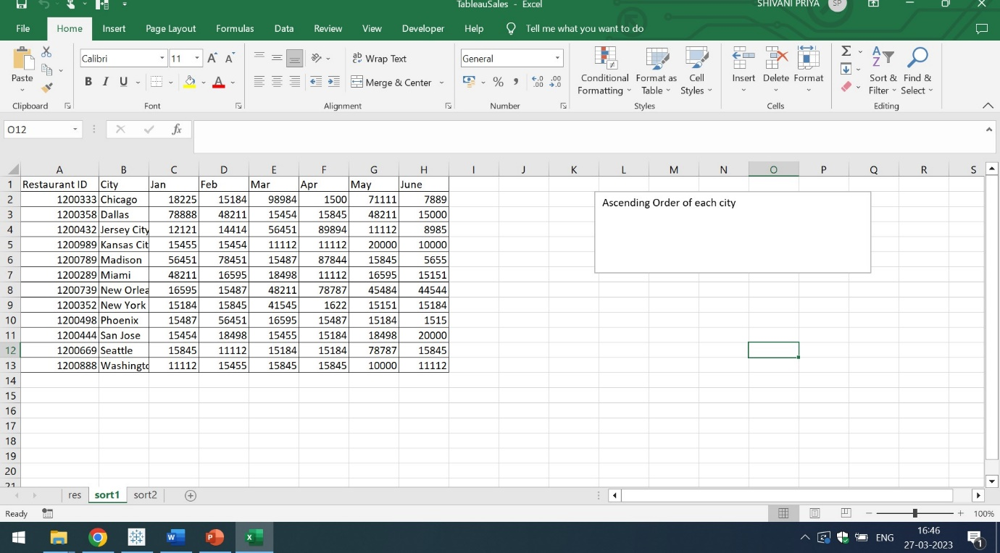 TableauSales - Excel
SHIVANI PRIYA SP
File Home Insert Page Layout Formulas Data Review View Developer Help Tell me what you want to do
Paste
Calibri 11
A A
B I U A
ab Wrap Text
Merge & Center
General
% ,
Conditional Formatting
Format as Table
Cell Styles
Insert Delete Format
Sort & Filter
Find & Select
Clipboard Font Alignment Number Styles Cells Editing
O12 fx
A B C D E F G H I J K L M N O P Q R S
1 Restaurant ID City Jan Feb Mar Apr May June
2 1200333 Chicago 18225 15184 98984 1500 71111 7889
3 1200358 Dallas 78888 48211 15454 15845 48211 15000
4 1200432 Jersey City 12121 14414 56451 89894 11112 8985
5 1200989 Kansas Cit 15455 15454 11112 11112 20000 10000
6 1200789 Madison 56451 78451 15487 87844 15845 5655
7 1200289 Miami 48211 16595 18498 11112 16595 15151
8 1200739 New Orlea 16595 15487 48211 78787 45484 44544
9 1200352 New York 15184 15845 41545 1622 15151 15184
10 1200498 Phoenix 15487 56451 16595 15487 15184 1515
11 1200444 San Jose 15454 18498 15455 15184 18498 20000
12 1200669 Seattle 15845 11112 15184 15184 78787 15845
13 1200888 Washingto 11112 15455 15845 15845 10000 11112
14
15
16
17
18
19
20
21
Ascending Order of each city
res sort1 sort2
Ready
100%
ENG
16:46
27-03-2023
1